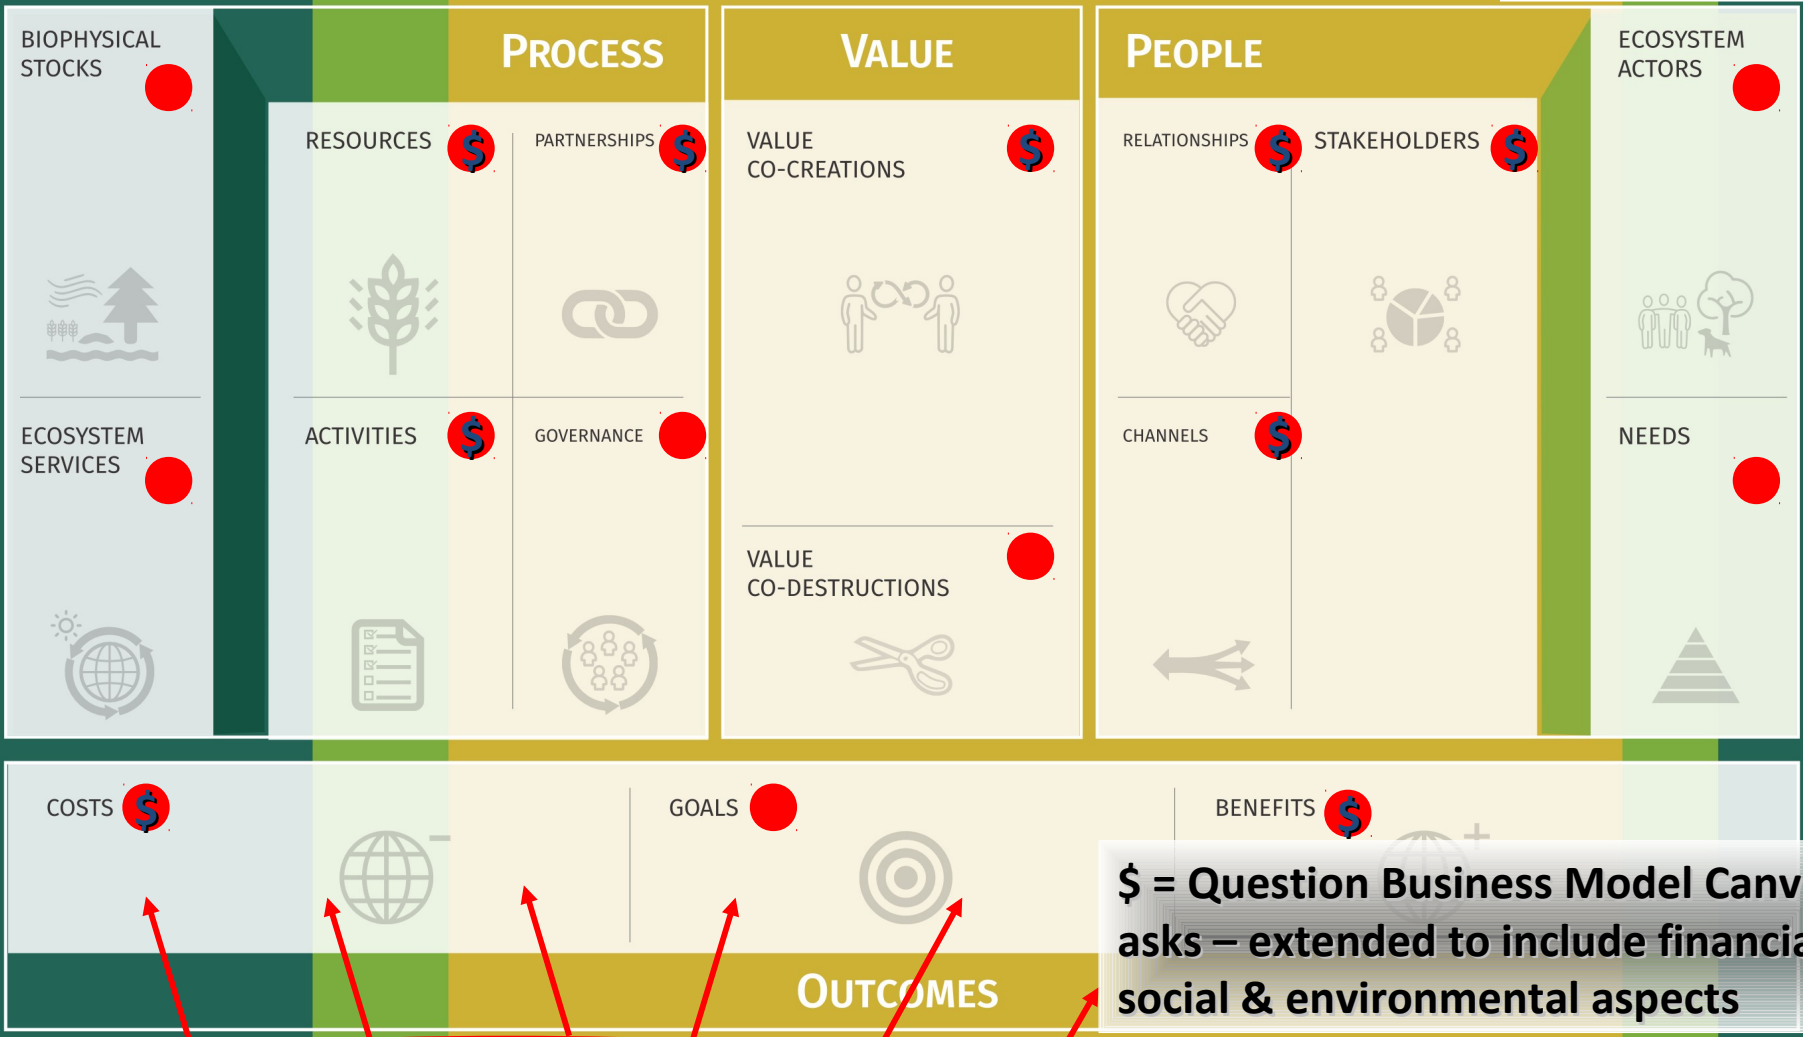 BIOPHYSICAL
STOCKS
PROCESS
VALUE
PEOPLE
ECOSYSTEM
ACTORS
RESOURCES $
PARTNERSHIPS $
VALUE
CO-CREATIONS
$
RELATIONSHIPS $
STAKEHOLDERS $
ECOSYSTEM
SERVICES
ACTIVITIES $
GOVERNANCE
VALUE
CO-DESTRUCTIONS
CHANNELS $
NEEDS
COSTS $
GOALS
BENEFITS $
+
$ = Question Business Model Canv
asks – extended to include financia
social & environmental aspects
OUTCOMES